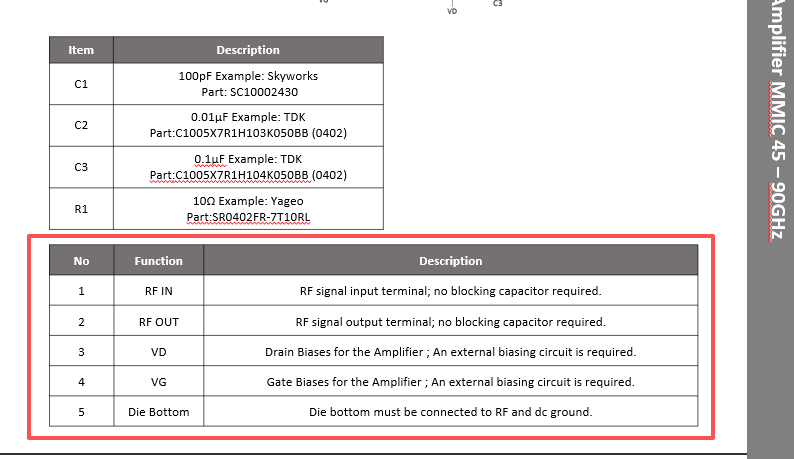 VG
VD
C3
Item Description
C1 100pF Example: Skyworks
Part: SC10002430
C2 0.01μF Example: TDK
Part:C1005X7R1H103K050BB (0402)
C3 0.1μF Example: TDK
Part:C1005X7R1H104K050BB (0402)
R1 10Ω Example: Yageo
Part:SR0402FR-7T10RL
No Function Description
1 RF IN RF signal input terminal; no blocking capacitor required.
2 RF OUT RF signal output terminal; no blocking capacitor required.
3 VD Drain Biases for the Amplifier ; An external biasing circuit is required.
4 VG Gate Biases for the Amplifier ; An external biasing circuit is required.
5 Die Bottom Die bottom must be connected to RF and dc ground.
Amplifier MMIC 45 – 90GHz